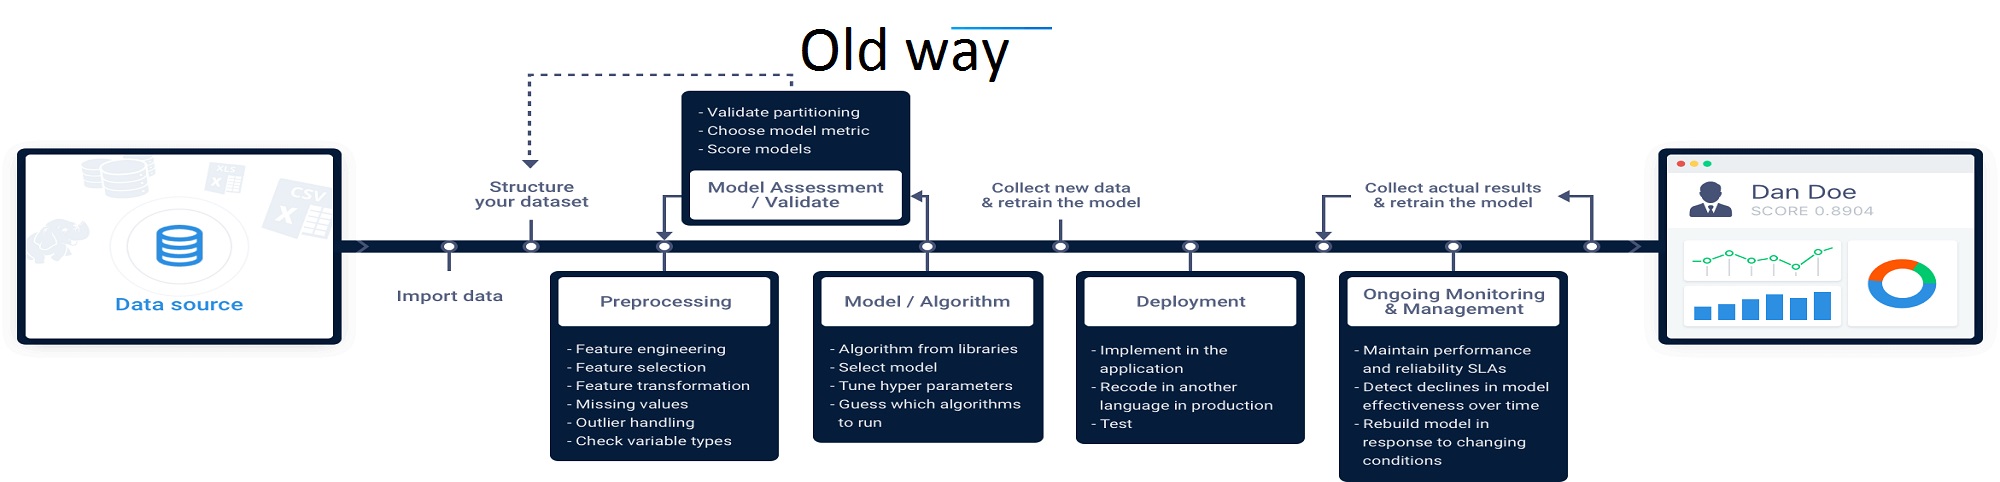 Old way
- Validate partitioning
- Choose model metric
- Score models
Model Assessment
/ Validate
XLS
CSV
Data source
Import data
Structure
your dataset
Preprocessing
- Feature engineering
- Feature selection
- Feature transformation
- Missing values
- Outlier handling
- Check variable types
Model / Algorithm
- Algorithm from libraries
- Select model
- Tune hyper parameters
- Guess which algorithms
to run
Collect new data
& retrain the model
Deployment
- Implement in the
application
- Recode in another
language in production
- Test
Collect actual results
& retrain the model
Ongoing Monitoring
& Management
- Maintain performance
and reliability SLAs
- Detect declines in model
effectiveness over time
- Rebuild model in
response to changing
conditions
Dan Doe
SCORE 0.8904